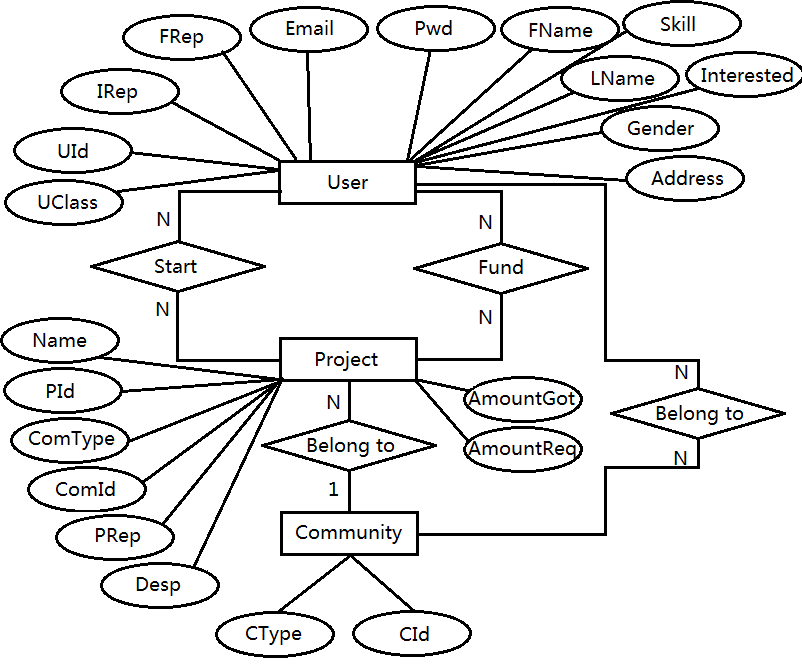 Skill
FRep
Email
Pwd
FName
LName
Interested
IRep
Gender
UId
Address
User
UClass
N
N
Start
Fund
N
N
Name
Project
N
PId
AmountGot
N
Belong to
ComType
Belong to
AmountReq
N
ComId
1
PRep
Community
Desp
CType
CId